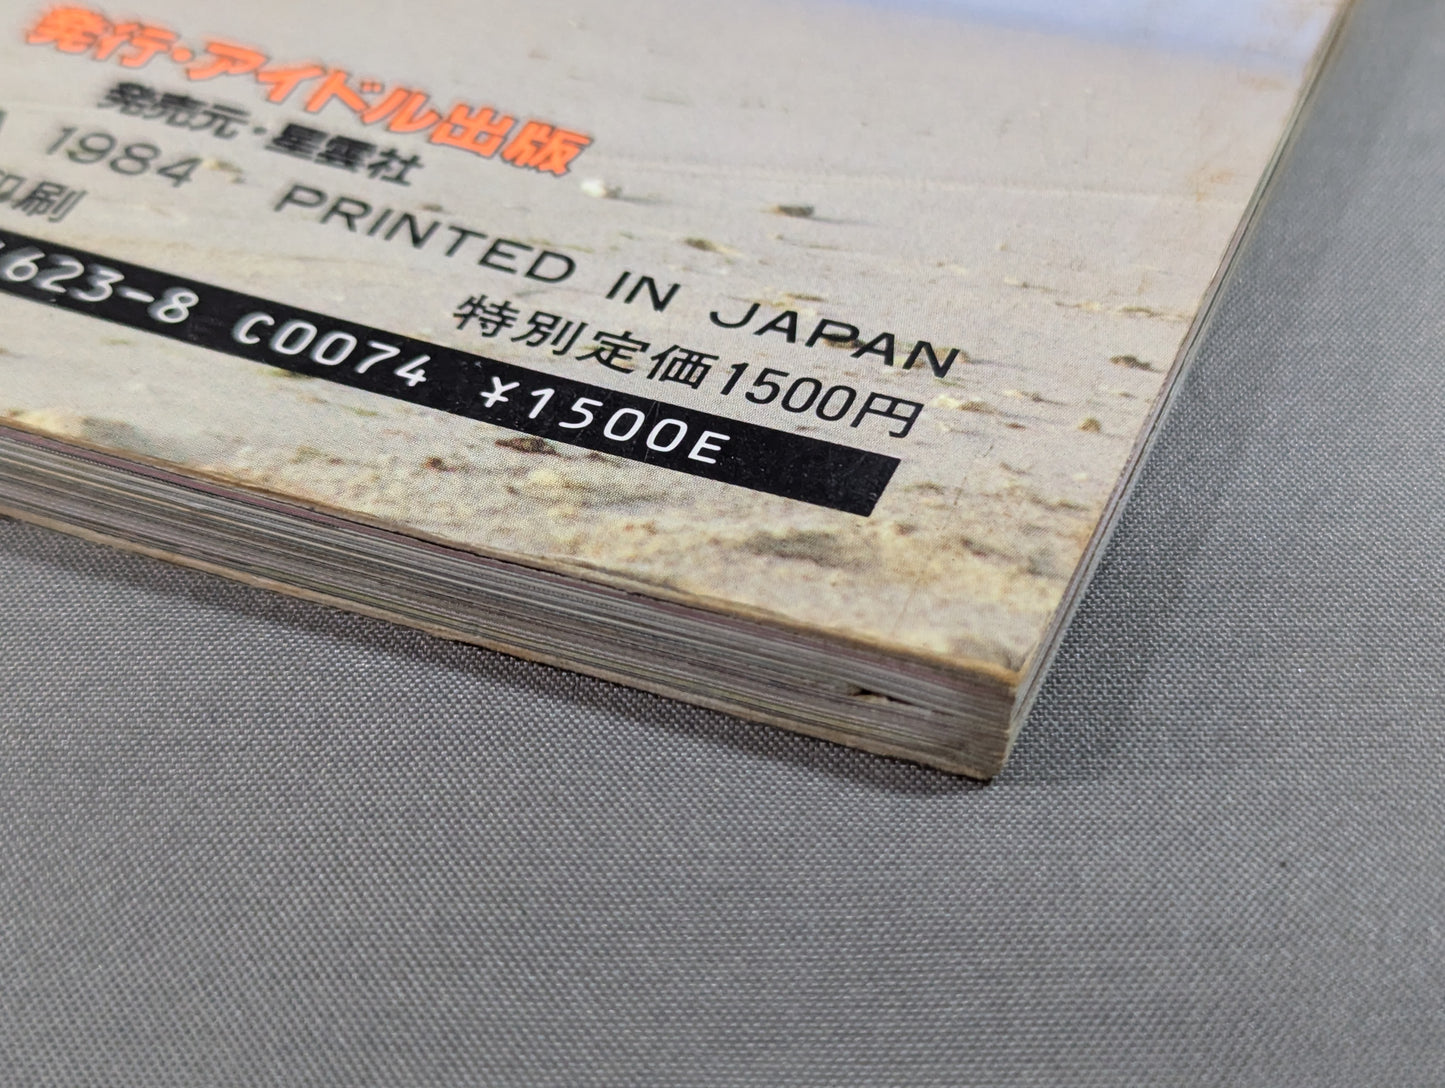 発行・アイドル出版
発売元・星雲社
1984 PRINTED IN JAPAN
印刷
特別定価1500円
623-8 C0074 ¥1500E